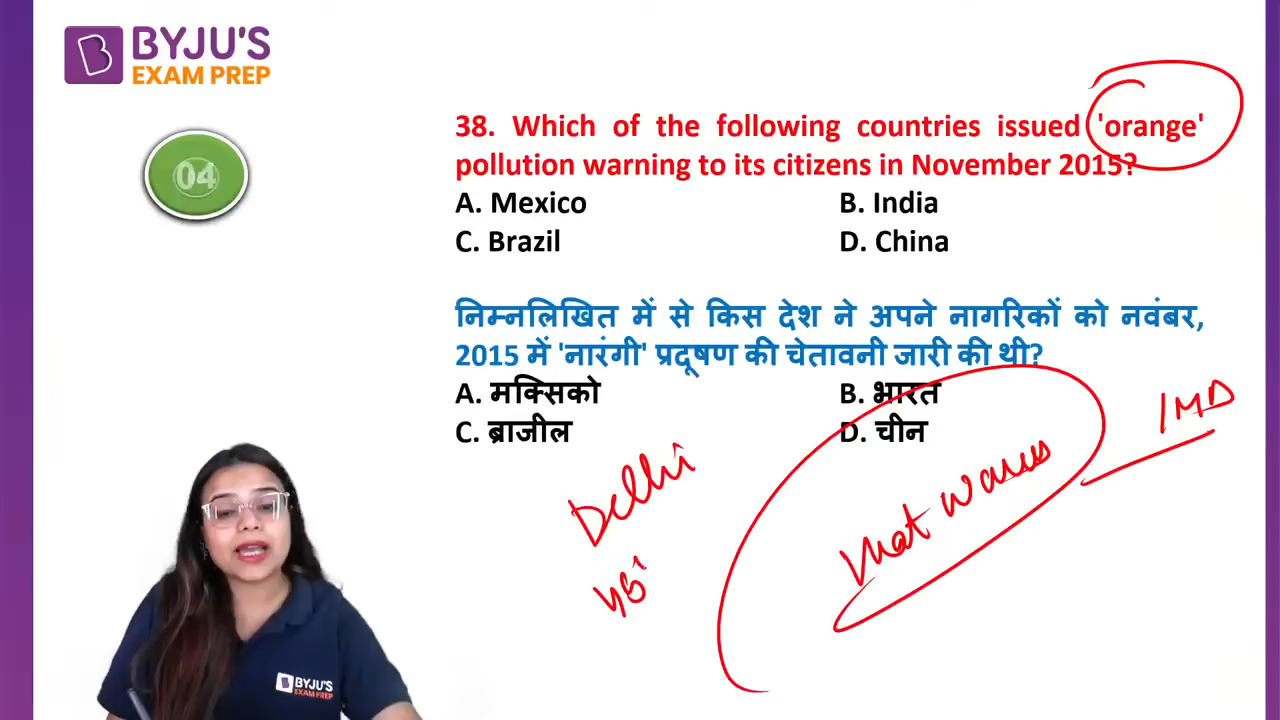 BYJU'S
EXAM PREP
04
38. Which of the following countries issued 'orange'
pollution warning to its citizens in November 2015?
A. Mexico B. India
C. Brazil D. China
निम्नलिखित में से किस देश ने अपने नागरिकों को नवंबर,
2015 में 'नारंगी' प्रदूषण की चेतावनी जारी की थी?
A. मक्सिको B. भारत
C. ब्राजील D. चीन
IMD
Delhi
BYJU'S
EXAM PREP